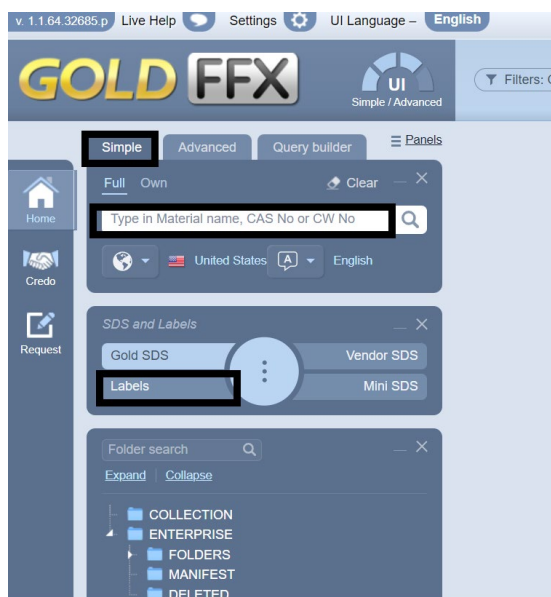 v. 1.1.64.32685.p Live Help Settings UI Language – English
GOLD FFX
UI
Simple / Advanced
Filters:
Simple Advanced Query builder Panels
Full Own Clear
Home
Type in Material name, CAS No or CW No
United States A English
Credo
SDS and Labels
Request
Gold SDS Vendor SDS
Labels Mini SDS
Folder search
Expand Collapse
COLLECTION
ENTERPRISE
FOLDERS
MANIFEST
DELETED